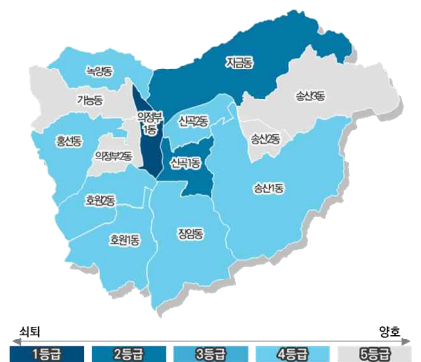 녹양동
자금동
가능동
송산3동
의정부
1동
신곡2동
흥선동
송산2동
의정부2동
신곡1동
송산1동
호원2동
장암동
호원1동
쇠퇴
양호
1등급
2등급
3등급
4등급
5등급